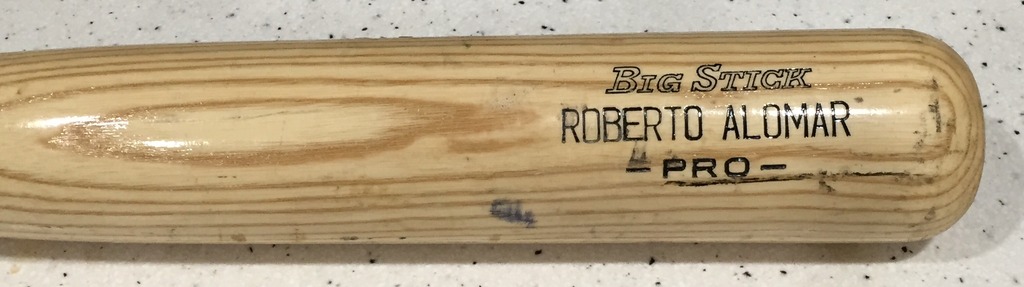 BIG STICK
ROBERTO ALOMAR
- PRO -